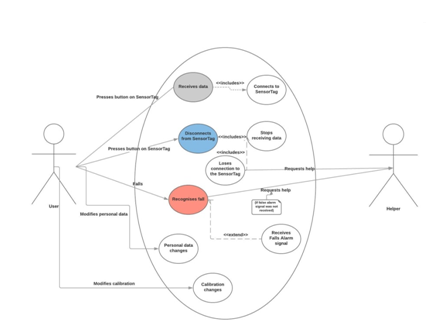 Receives data
<<includes>>
Connects to
SensorTag
Presses button on SensorTag
Disconnects
from SensorTag
<<includes>>
Stops
receiving data
Presses button on SensorTag
<<includes>>
Loses
connection to
the SensorTag
Requests help
Falls
Recognises fall
Requests help
(if false alarm
signal was not
received)
User
Helper
Modifies personal data
<<extend>>
Receives
Falls Alarm
signal
Personal data
changes
Modifies calibration
Calibration
changes